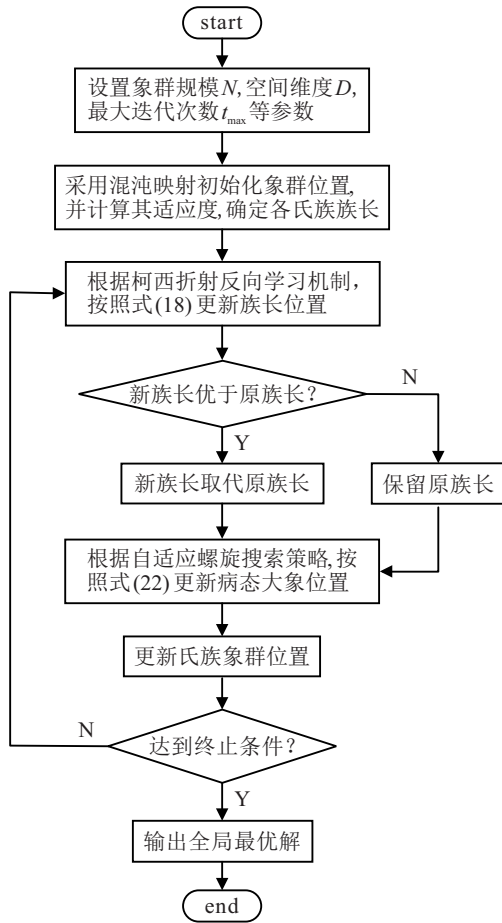 start
设置象群规模N,空间维度D,
最大迭代次数tmax等参数
采用混沌映射初始化象群位置,
并计算其适应度,确定各氏族族长
根据柯西折射反向学习机制,
按照式(18)更新族长位置
新族长优于原族长?
N
Y
新族长取代原族长
保留原族长
根据自适应螺旋搜索策略,按
照式(22)更新病态大象位置
更新氏族象群位置
N
达到终止条件?
Y
输出全局最优解
end